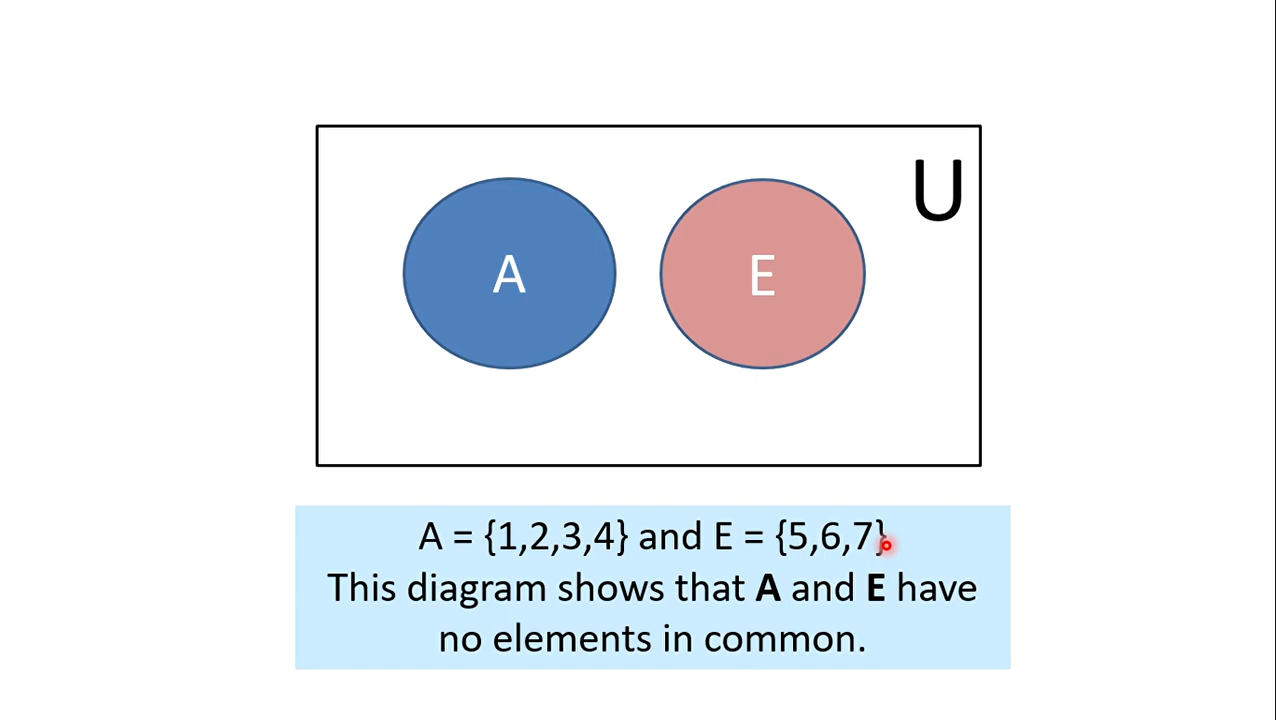 U
A
E
A = {1,2,3,4} and E = {5,6,7}
This diagram shows that A and E have
no elements in common.